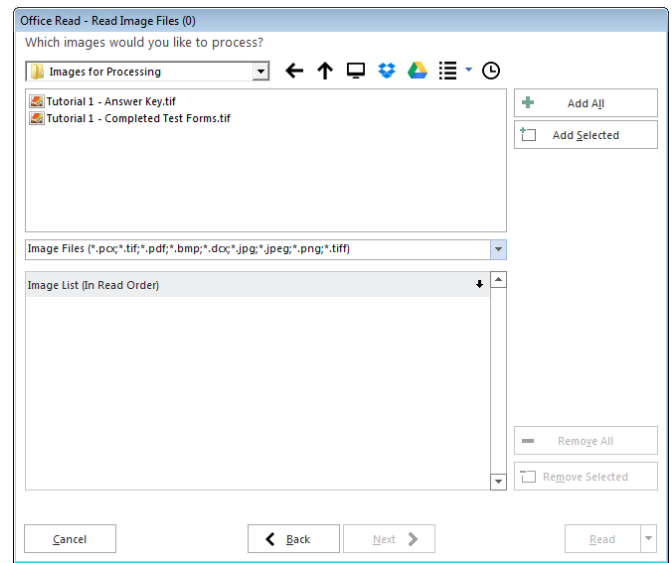 Office Read - Read Image Files (0)
Which images would you like to process?
Images for Processing
Tutorial 1 - Answer Key.tif
Tutorial 1 - Completed Test Forms.tif
Add All
Add Selected
Image Files (*.pcx;*.tif;*.pdf;*.bmp;*.dcx;*.jpg;*.jpeg;*.png;*.tiff)
Image List (In Read Order)
Remove All
Remove Selected
Cancel
Back
Next
Read